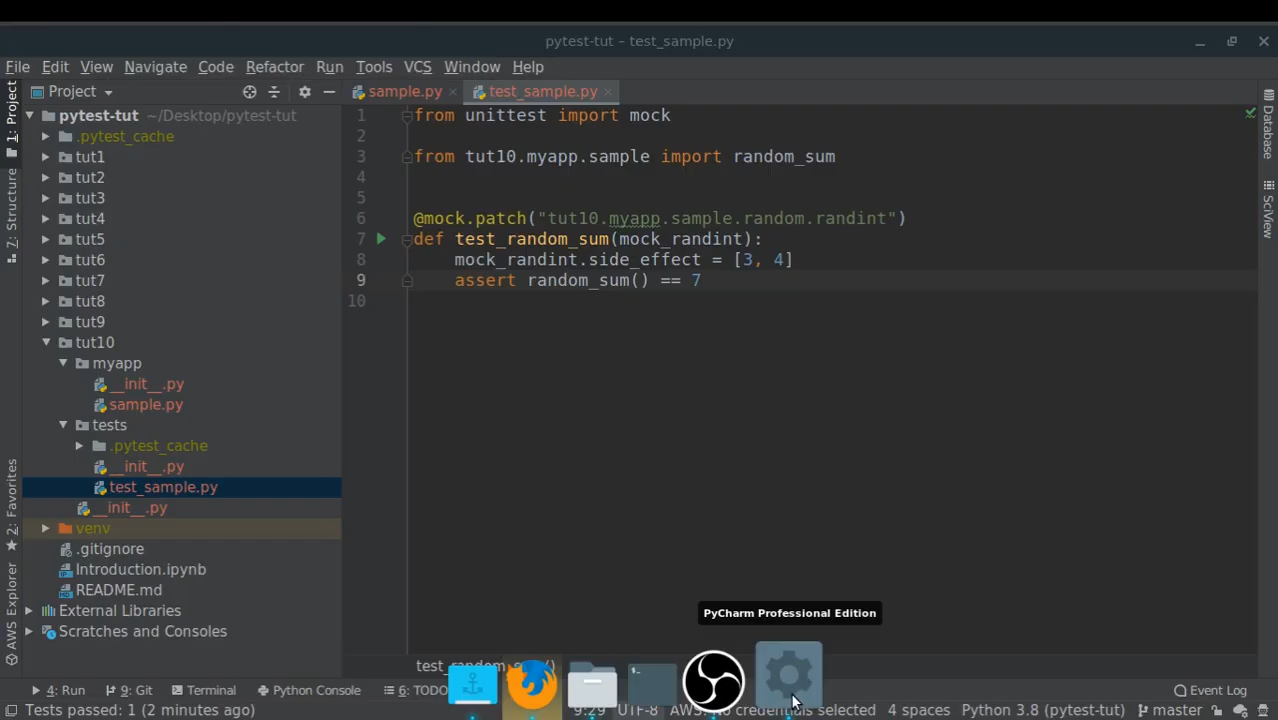 pytest-tut – test_sample.py
File Edit View Navigate Code Refactor Run Tools VCS Window Help
Project
sample.py
test_sample.py
1: Project
7: Structure
2: Favorites
AWS Explorer
pytest-tut ~/Desktop/pytest-tut
.pytest_cache
tut1
tut2
tut3
tut4
tut5
tut6
tut7
tut8
tut9
tut10
myapp
__init__.py
sample.py
tests
.pytest_cache
__init__.py
test_sample.py
__init__.py
venv
.gitignore
Introduction.ipynb
README.md
External Libraries
Scratches and Consoles
1 from unittest import mock
2
3 from tut10.myapp.sample import random_sum
4
5
6 @mock.patch("tut10.myapp.sample.random.randint")
7 def test_random_sum(mock_randint):
8 mock_randint.side_effect = [3, 4]
9 assert random_sum() == 7
10
Database
SciView
PyCharm Professional Edition
4: Run 9: Git Terminal Python Console 6: TODO Event Log
Tests passed: 1 (2 minutes ago) 9:29 UTF-8 AWS: credentials selected 4 spaces Python 3.8 (pytest-tut) master